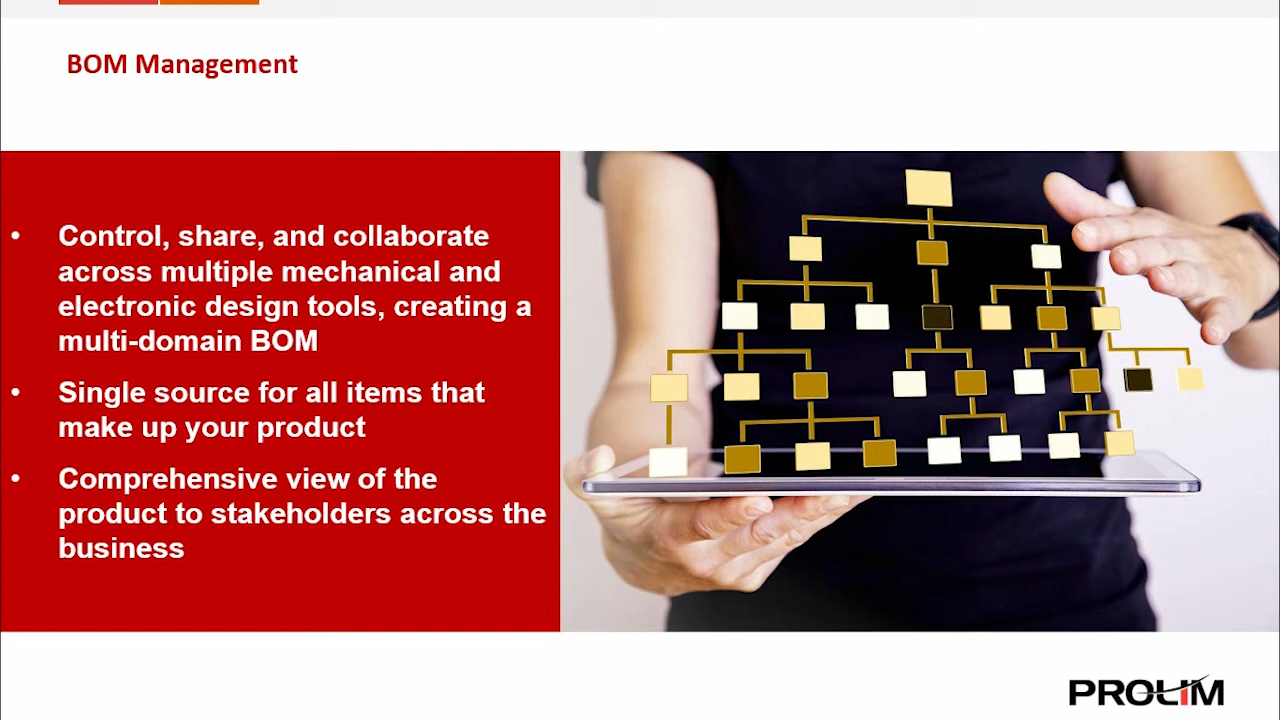 BOM Management
• Control, share, and collaborate
across multiple mechanical and
electronic design tools, creating a
multi-domain BOM
• Single source for all items that
make up your product
• Comprehensive view of the
product to stakeholders across the
business
PROLIM